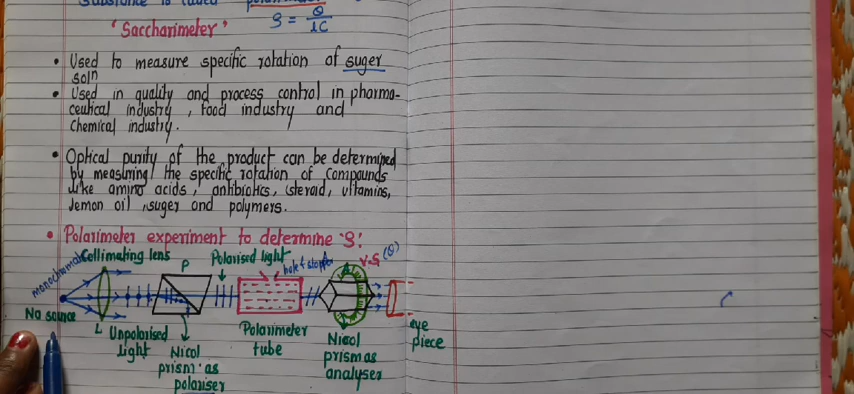 substance is called
'Saccharimeter' S = θ/lC
• Used to measure specific rotation of suger
soln
• Used in quality and process control in pharma-
ceutical industry, food industry and
chemical industry.
• Optical purity of the product can be determined
by measuring the specific rotation of compounds
like amino acids, antibiotics, steroid, vitamins,
lemon oil, suger and polymers.
• Polarimeter experiment to determine 'S':
monochromatic
Collimating lens
P
Polarised light
hole & stopper
A
V.S (θ)
Na source
L
Unpolarised
light
Nicol
prism as
polariser
Polarimeter
tube
Nicol
prism as
analyser
eye
piece